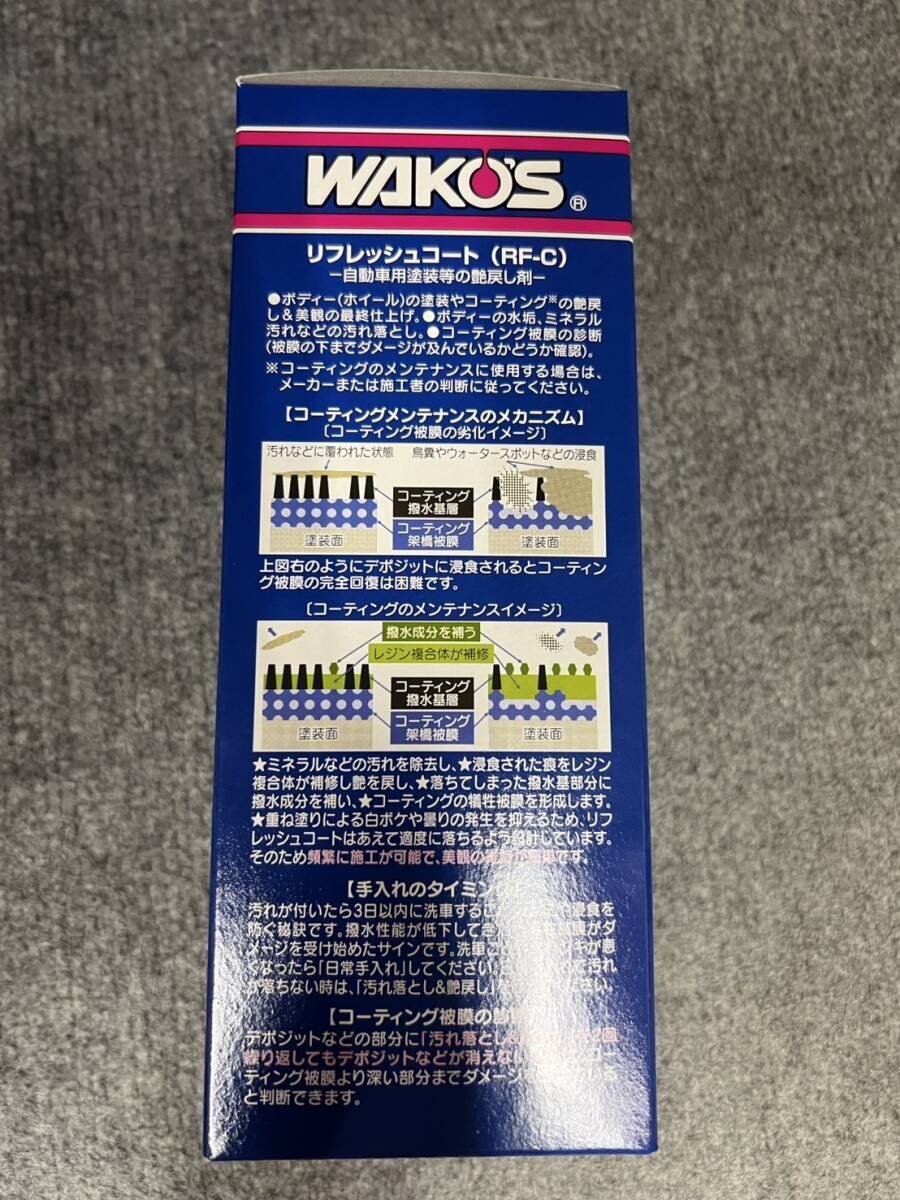 WAKO'S®
リフレッシュコート（RF-C）
－自動車用塗装等の艶戻し剤－
●ボディー(ホイール)の塗装やコーティング※の艶戻
し＆美観の最終仕上げ。●ボディーの水垢、ミネラル
汚れなどの汚れ落とし。●コーティング被膜の診断
(被膜の下までダメージが及んでいるかどうか確認)。
※コーティングのメンテナンスに使用する場合は、
メーカーまたは施工者の判断に従ってください。
【コーティングメンテナンスのメカニズム】
〔コーティング被膜の劣化イメージ〕
汚れなどに覆われた状態 鳥糞やウォータースポットなどの浸食
コーティング
撥水基層
コーティング
架橋被膜
塗装面 塗装面
上図右のようにデポジットに浸食されるとコーティン
グ被膜の完全回復は困難です。
〔コーティングのメンテナンスイメージ〕
撥水成分を補う
レジン複合体が補修
コーティング
撥水基層
コーティング
架橋被膜
塗装面 塗装面
★ミネラルなどの汚れを除去し、★浸食された痕をレジン
複合体が補修し艶を戻し、★落ちてしまった撥水基部分に
撥水成分を補い、★コーティングの犠牲被膜を形成します。
★重ね塗りによる白ボケや曇りの発生を抑えるため、リフ
レッシュコートはあえて適度に落ちるよう設計しています。
そのため頻繁に施工が可能で、美観の です。
【手入れのタイミング】
汚れが付いたら3日以内に洗車する 浸食を
防ぐ秘訣です。撥水性能が低下して 膜がダ
メージを受け始めたサインです。洗車 キが悪
くなったら「日常手入れ」してください。 汚れ
が落ちない時は、「汚れ落とし＆艶戻し」 ださい。
【コーティング被膜の診
デポジットなどの部分に「汚れ落とし＆ 2回
繰り返してもデポジットなどが消えな コー
ティング被膜より深い部分までダメージ る
と判断できます。